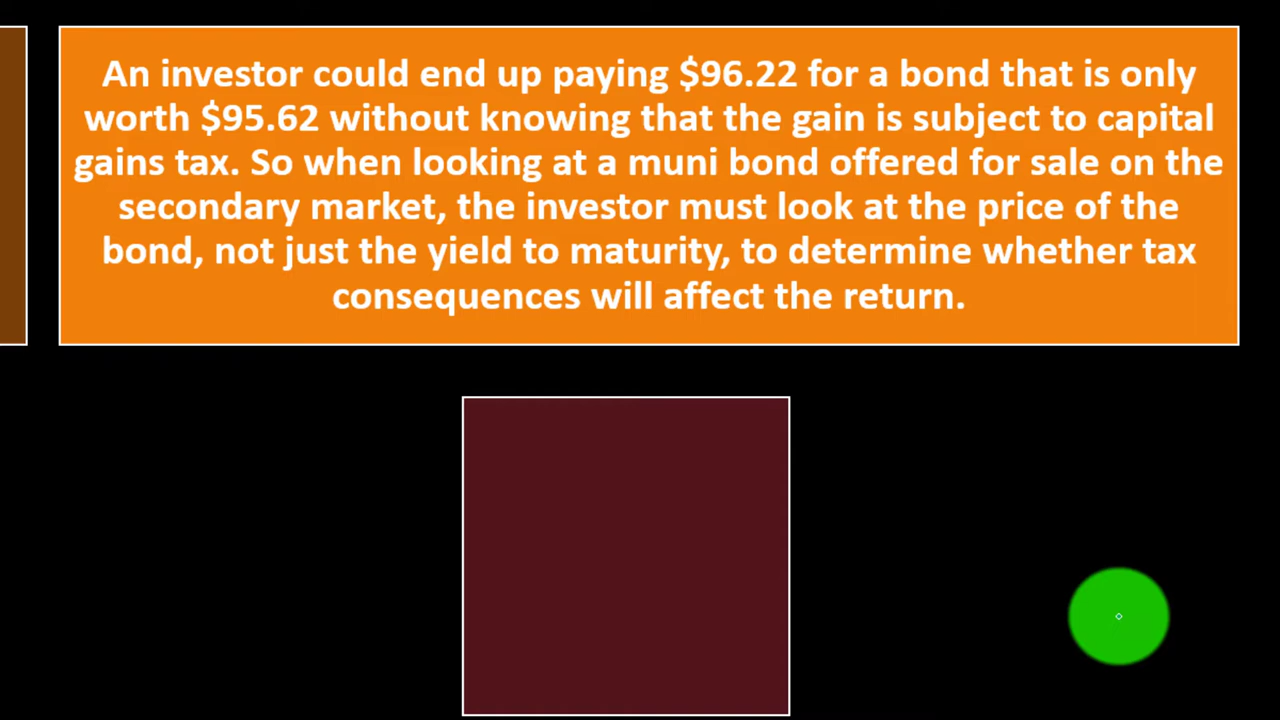 An investor could end up paying $96.22 for a bond that is only
worth $95.62 without knowing that the gain is subject to capital
gains tax. So when looking at a muni bond offered for sale on the
secondary market, the investor must look at the price of the
bond, not just the yield to maturity, to determine whether tax
consequences will affect the return.